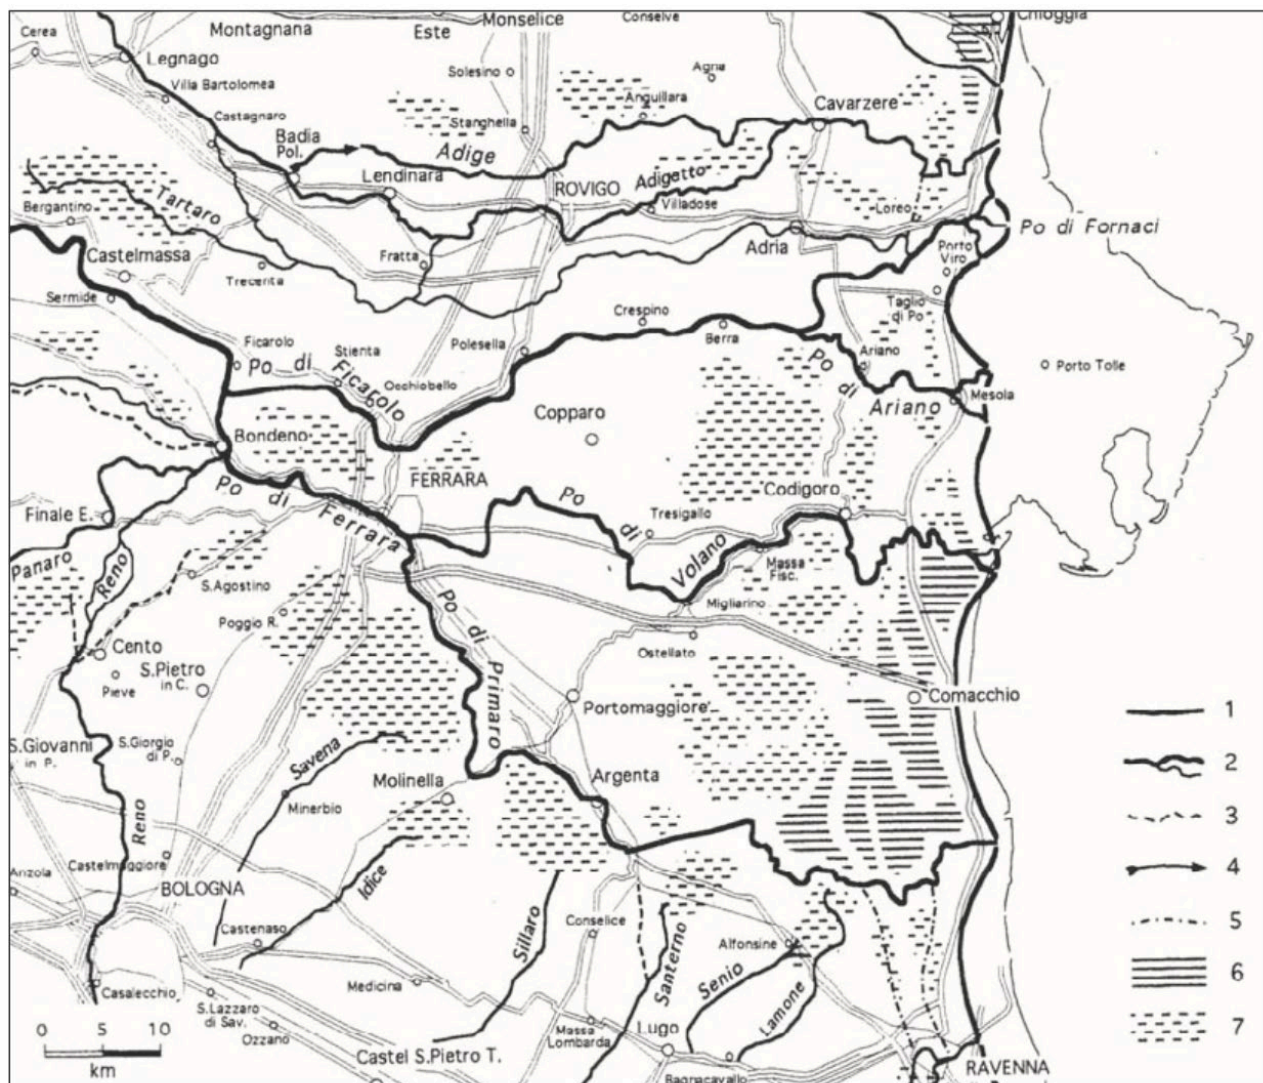 Cerea
Montagnana
Este
Monselice
Conselve
Chioggia
Legnago
Solesino
Agna
Villa Bartolomea
Anguillara
Cavarzere
Castagnaro
Badia
Pol.
Stanghella
Adige
Lendinara
ROVIGO
Adigetto
Tartaro
Bergantino
Villadose
Loreo
Po di Fornaci
Castelmassa
Fratta
Adria
Porto
Viro
Trecenta
Sermide
Taglio
di Po
Crespino
Ficarolo
Stienta
Polesella
Berra
Ariano
Po di Ficarolo
Occhiobello
Po di Ariano
Porto Tolle
Mesola
Copparo
Bondeno
FERRARA
Po di Ferrara
Codigoro
Finale E.
Po di Volano
Tresigallo
Panaro
Reno
S.Agostino
Massa
Fisc.
Poggio R.
Migliarino
Po di Primaro
Cento
Ostellato
S.Pietro
in C.
Pieve
Portomaggiore
Comacchio
S.Giovanni
in P.
S.Giorgio
di P.
Savena
Molinella
Argenta
Minerbio
Reno
Castelmaggiore
Anzola
BOLOGNA
Idice
Castenaso
Sillaro
Conselice
Santerno
Alfonsine
Senio
Lamone
Casalecchio
Medicina
S.Lazzaro
di Sav.
Ozzano
Massa
Lombarda
Lugo
Castel S.Pietro T.
Bagnacavallo
RAVENNA
0 5 10
km
1
2
3
4
5
6
7